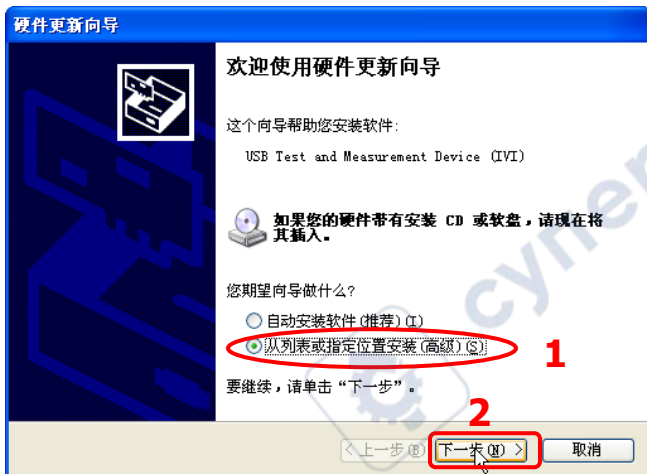 硬件更新向导
欢迎使用硬件更新向导
这个向导帮助您安装软件:
USB Test and Measurement Device (IVI)
如果您的硬件带有安装 CD 或软盘，请现在将
其插入。
您期望向导做什么?
自动安装软件(推荐)(I)
从列表或指定位置安装(高级)(S)
1
要继续，请单击“下一步”。
2
< 上一步(B)
下一步(N) >
取消
cyner